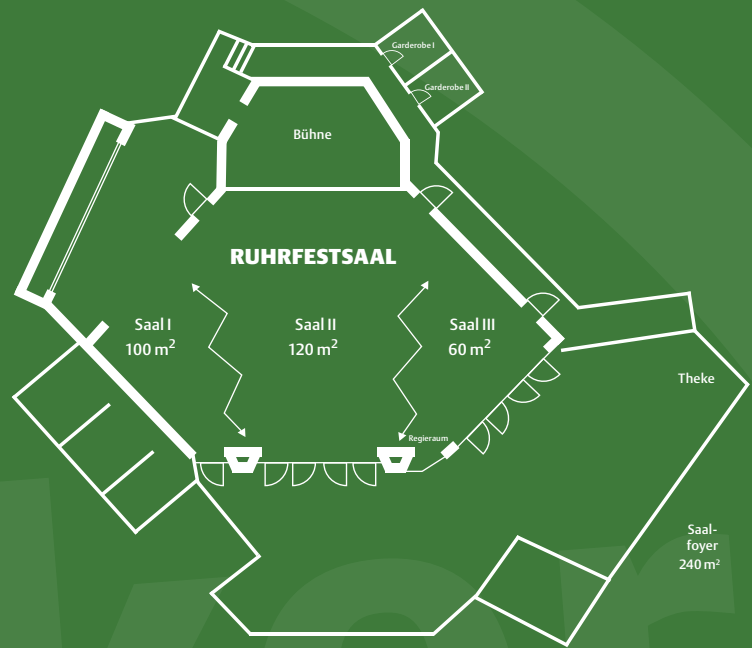 Garderobe I
Garderobe II
Bühne
RUHRFESTSAAL
Saal I
100 m²
Saal II
120 m²
Saal III
60 m²
Theke
Regieraum
Saal-
foyer
240 m²